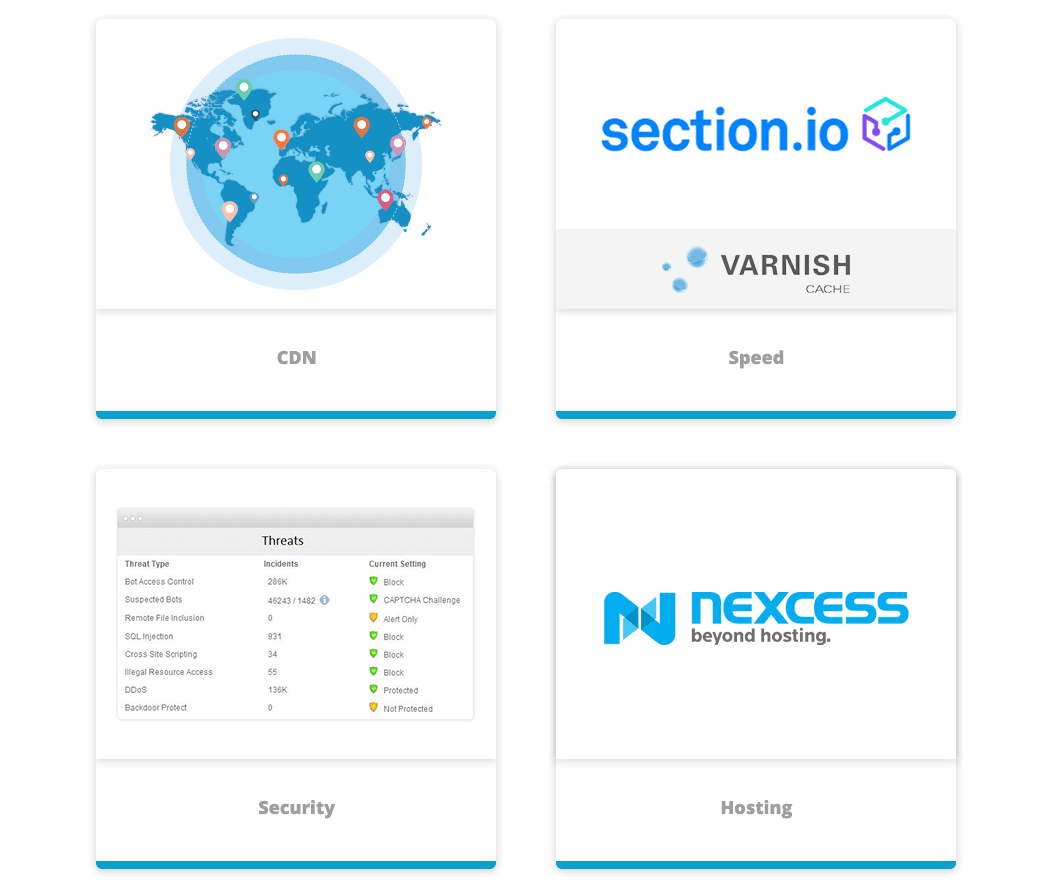 section.io
VARNISH
CACHE
CDN
Speed
Threats
Threat Type Incidents Current Setting
Bot Access Control 286K Block
Suspected Bots 46243 / 1482 CAPTCHA Challenge
Remote File Inclusion 0 Alert Only
SQL Injection 931 Block
Cross Site Scripting 34 Block
Illegal Resource Access 55 Block
DDoS 136K Protected
Backdoor Protect 0 Not Protected
NEXCESS
beyond hosting.
Security
Hosting